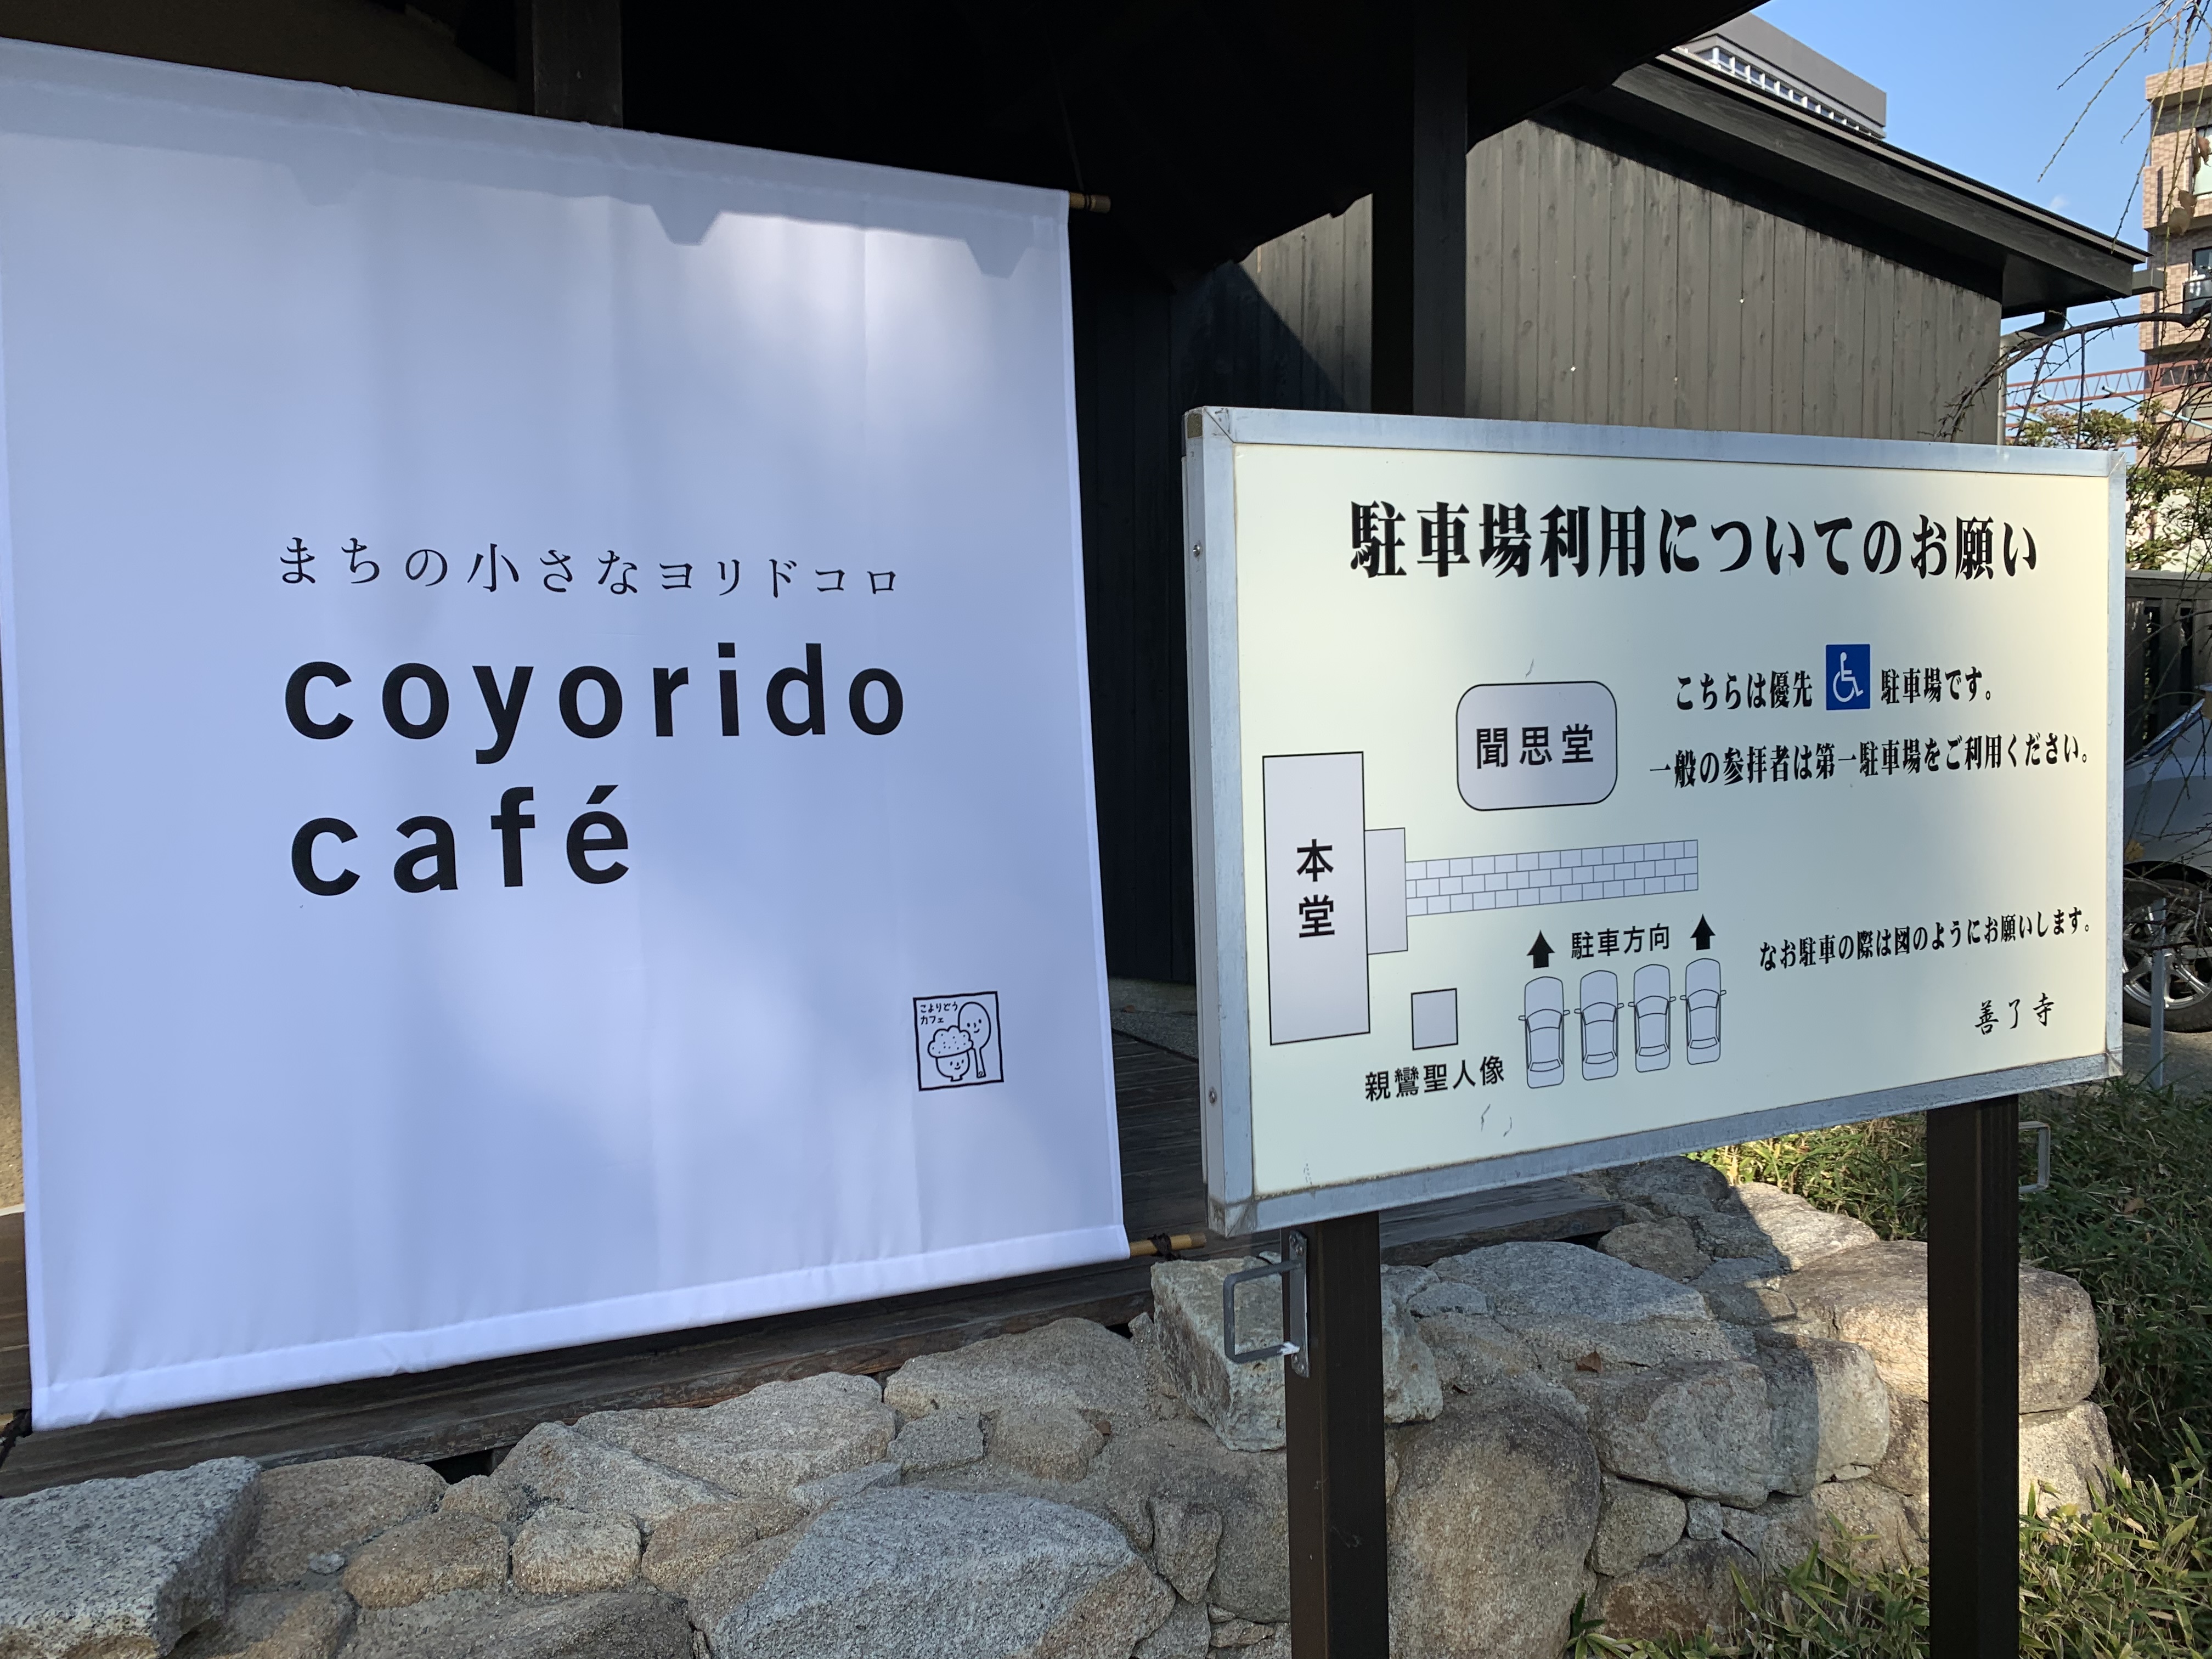 まちの小さなヨリドコロ
coyorido
café
こよりどう
カフェ
駐車場利用についてのお願い
こちらは優先
駐車場です。
一般の参拝者は第一駐車場をご利用ください。
聞思堂
本堂
駐車方向
親鸞聖人像
なお駐車の際は図のようにお願いします。
善了寺